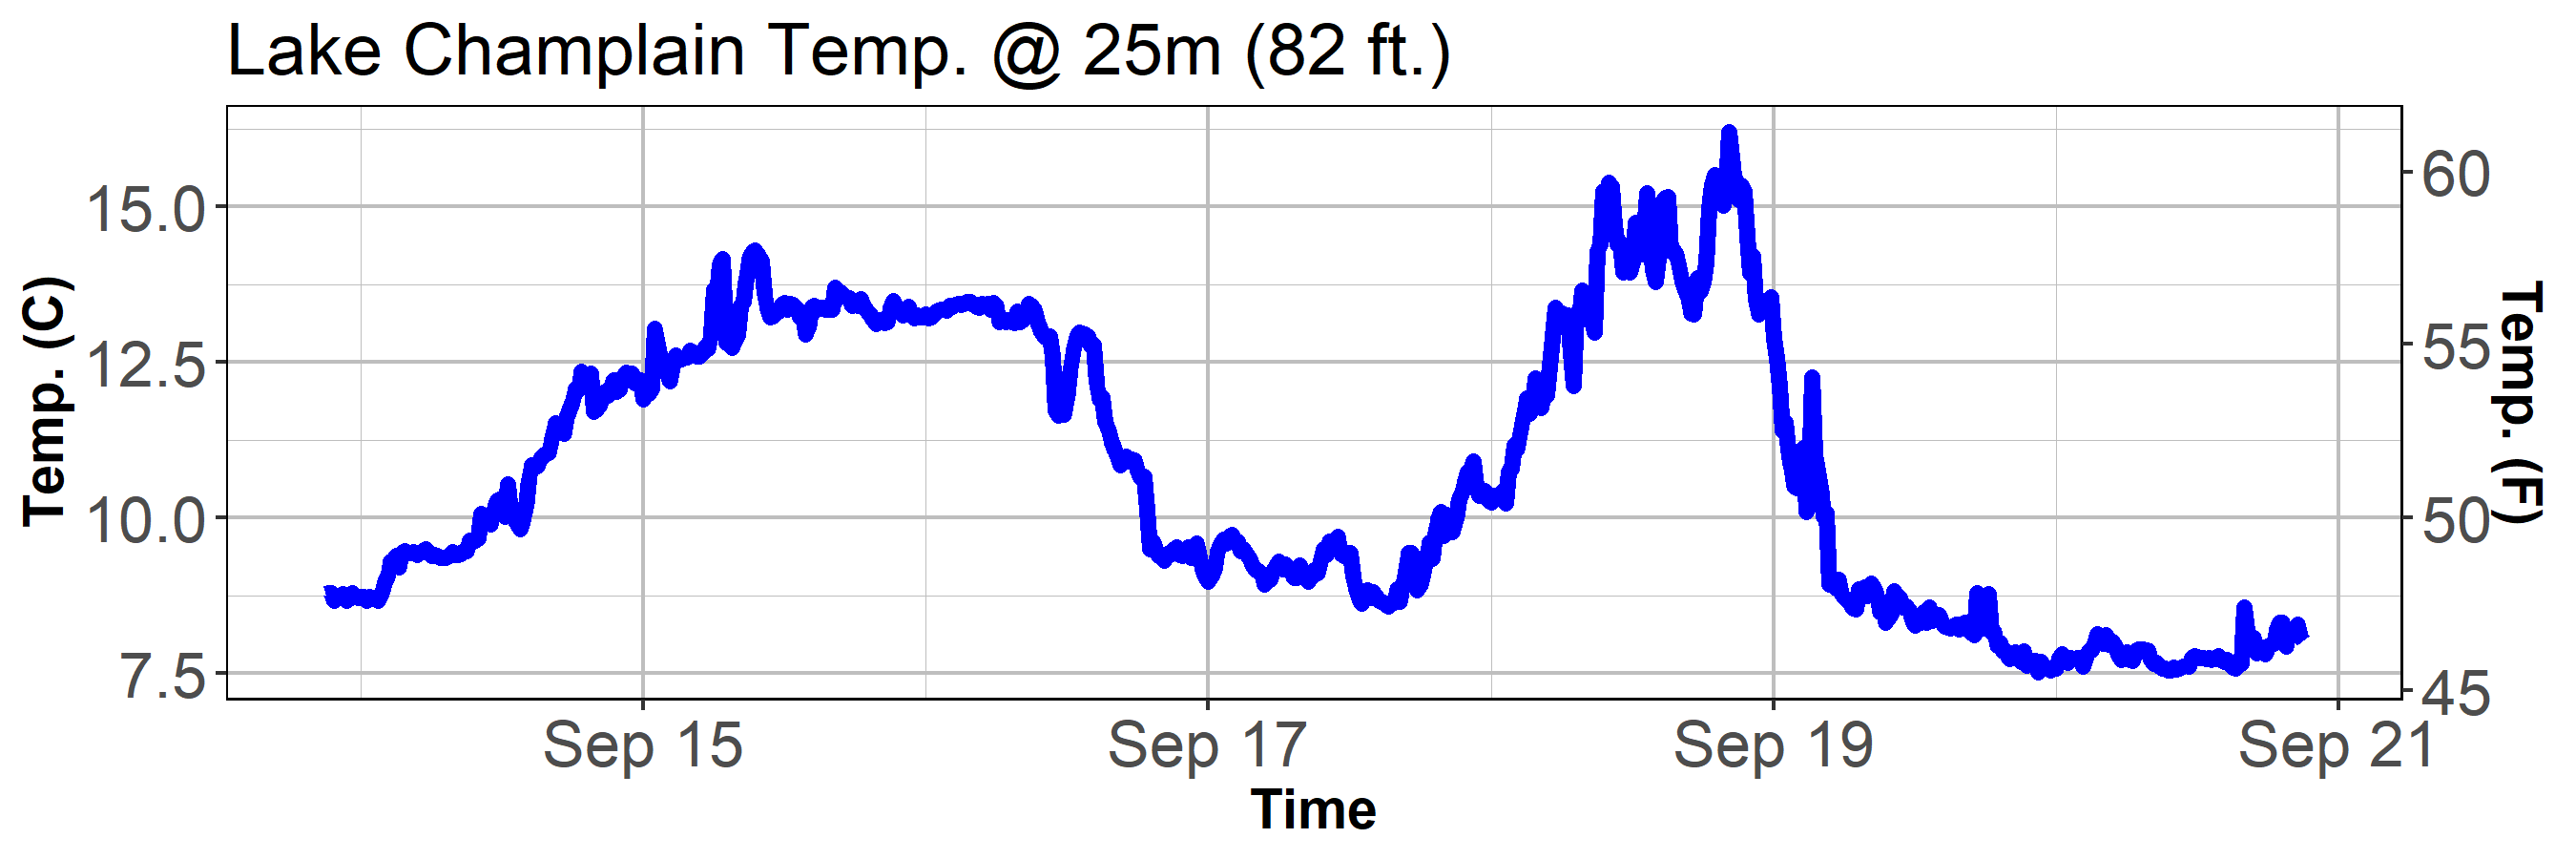 Lake Champlain Temp. @ 25m (82 ft.)
Temp. (C)
15.0
12.5
10.0
7.5
60
55
50
45
Temp. (F)
Sep 15
Sep 17
Sep 19
Sep 21
Time